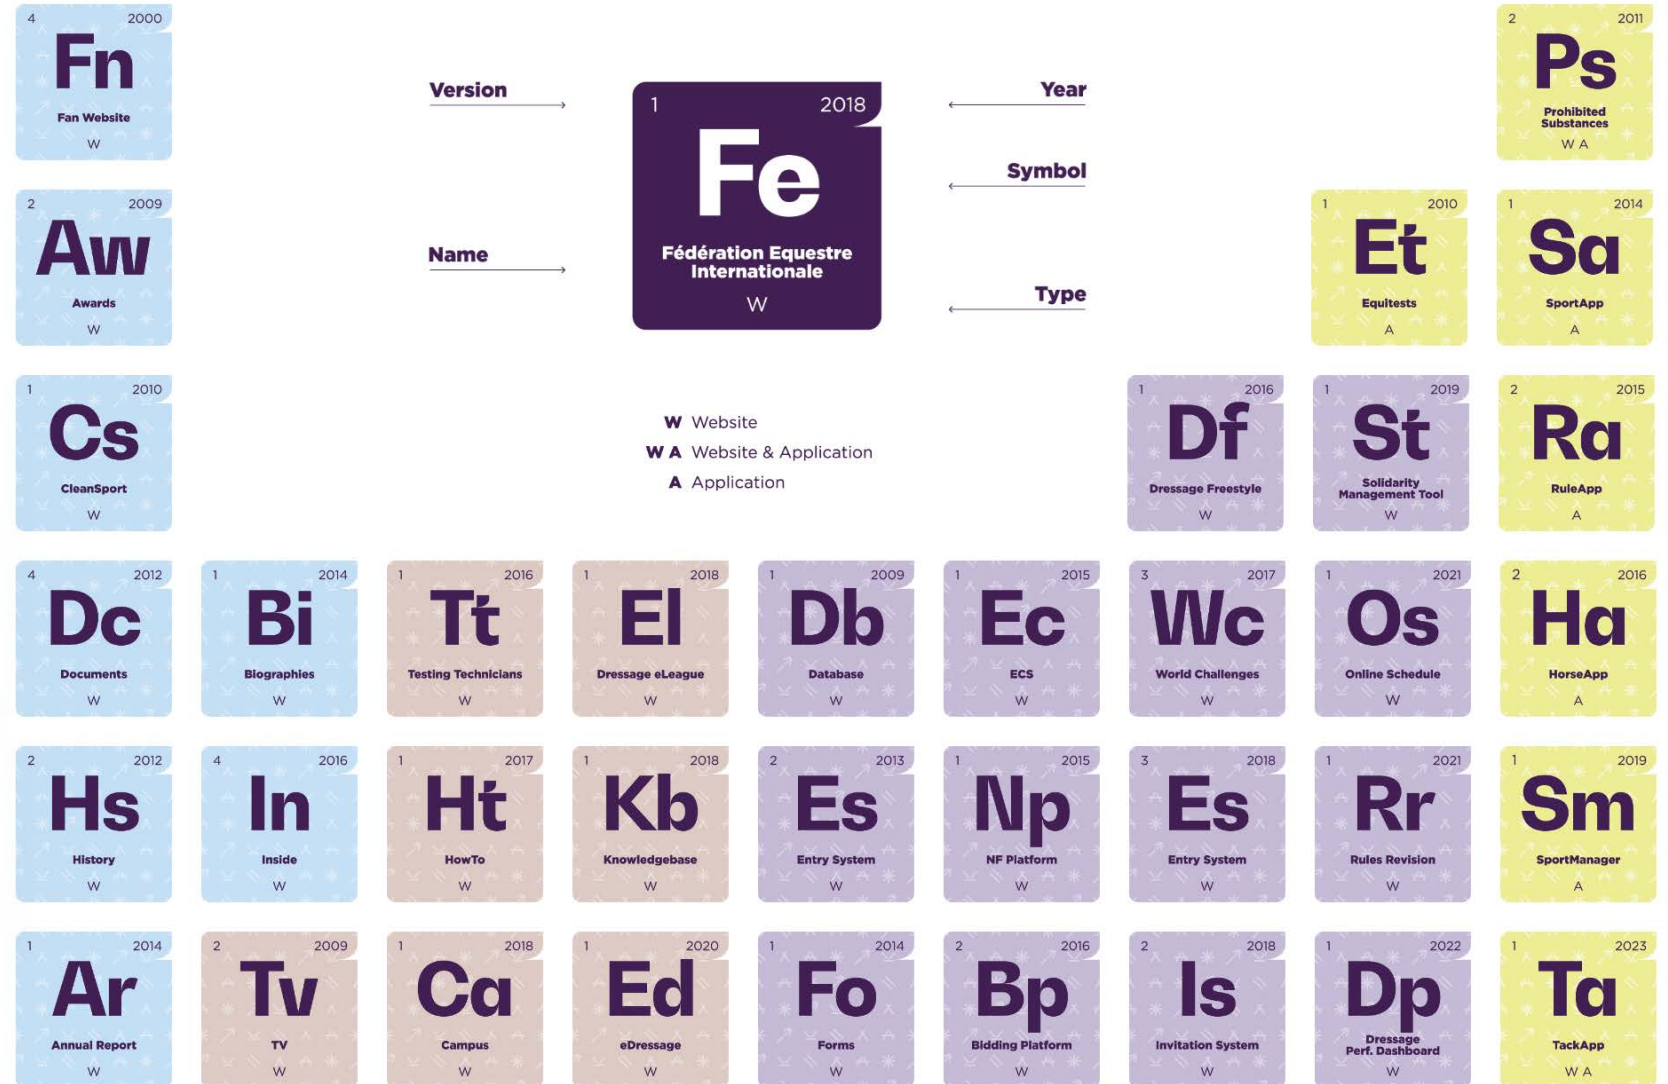 4 2000
Fn
Fan Website
W
2 2011
Ps
Prohibited
Substances
W A
Version
Name
1 2018
Fe
Fédération Equestre
Internationale
W
Year
Symbol
Type
2 2009
Aw
Awards
W
1 2010
Et
Equitests
A
1 2014
Sa
SportApp
A
1 2010
Cs
CleanSport
W
W Website
W A Website & Application
A Application
1 2016
Df
Dressage Freestyle
W
1 2019
St
Solidarity
Management Tool
W
2 2015
Ra
RuleApp
A
4 2012
Dc
Documents
W
1 2014
Bi
Biographies
W
1 2016
Tt
Testing Technicians
W
1 2018
El
Dressage eLeague
W
1 2009
Db
Database
W
1 2015
Ec
ECS
W
3 2017
Wc
World Challenges
W
1 2021
Os
Online Schedule
W
2 2016
Ha
HorseApp
A
2 2012
Hs
History
W
4 2016
In
Inside
W
1 2017
Ht
HowTo
W
1 2018
Kb
Knowledgebase
W
2 2013
Es
Entry System
W
1 2015
Np
NF Platform
W
3 2018
Es
Entry System
W
1 2021
Rr
Rules Revision
W
1 2019
Sm
SportManager
A
1 2014
Ar
Annual Report
W
2 2009
Tv
TV
W
1 2018
Ca
Campus
W
1 2020
Ed
eDressage
W
1 2014
Fo
Forms
W
2 2016
Bp
Bidding Platform
W
2 2018
Is
Invitation System
W
1 2022
Dp
Dressage
Perf. Dashboard
W
1 2023
Ta
TackApp
W A